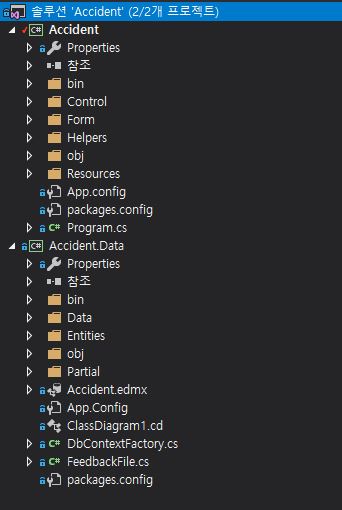 솔루션 'Accident' (2/2개 프로젝트)
C# Accident
Properties
참조
bin
Control
Form
Helpers
obj
Resources
App.config
packages.config
C# Program.cs
C# Accident.Data
Properties
참조
bin
Data
Entities
obj
Partial
Accident.edmx
App.Config
ClassDiagram1.cd
C# DbContextFactory.cs
C# FeedbackFile.cs
packages.config